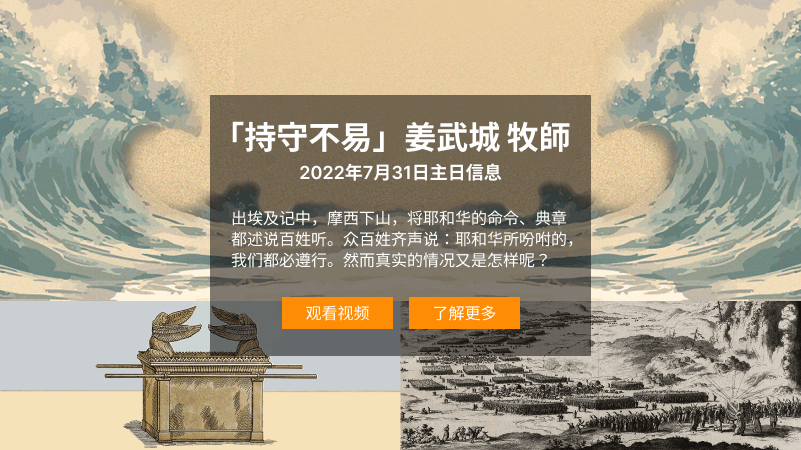 「持守不易」姜武城 牧師
2022年7月31日主日信息
出埃及记中，摩西下山，将耶和华的命令、典章
都述说百姓听。众百姓齐声说：耶和华所吩咐的，
我们都必遵行。然而真实的情况又是怎样呢？
观看视频
了解更多